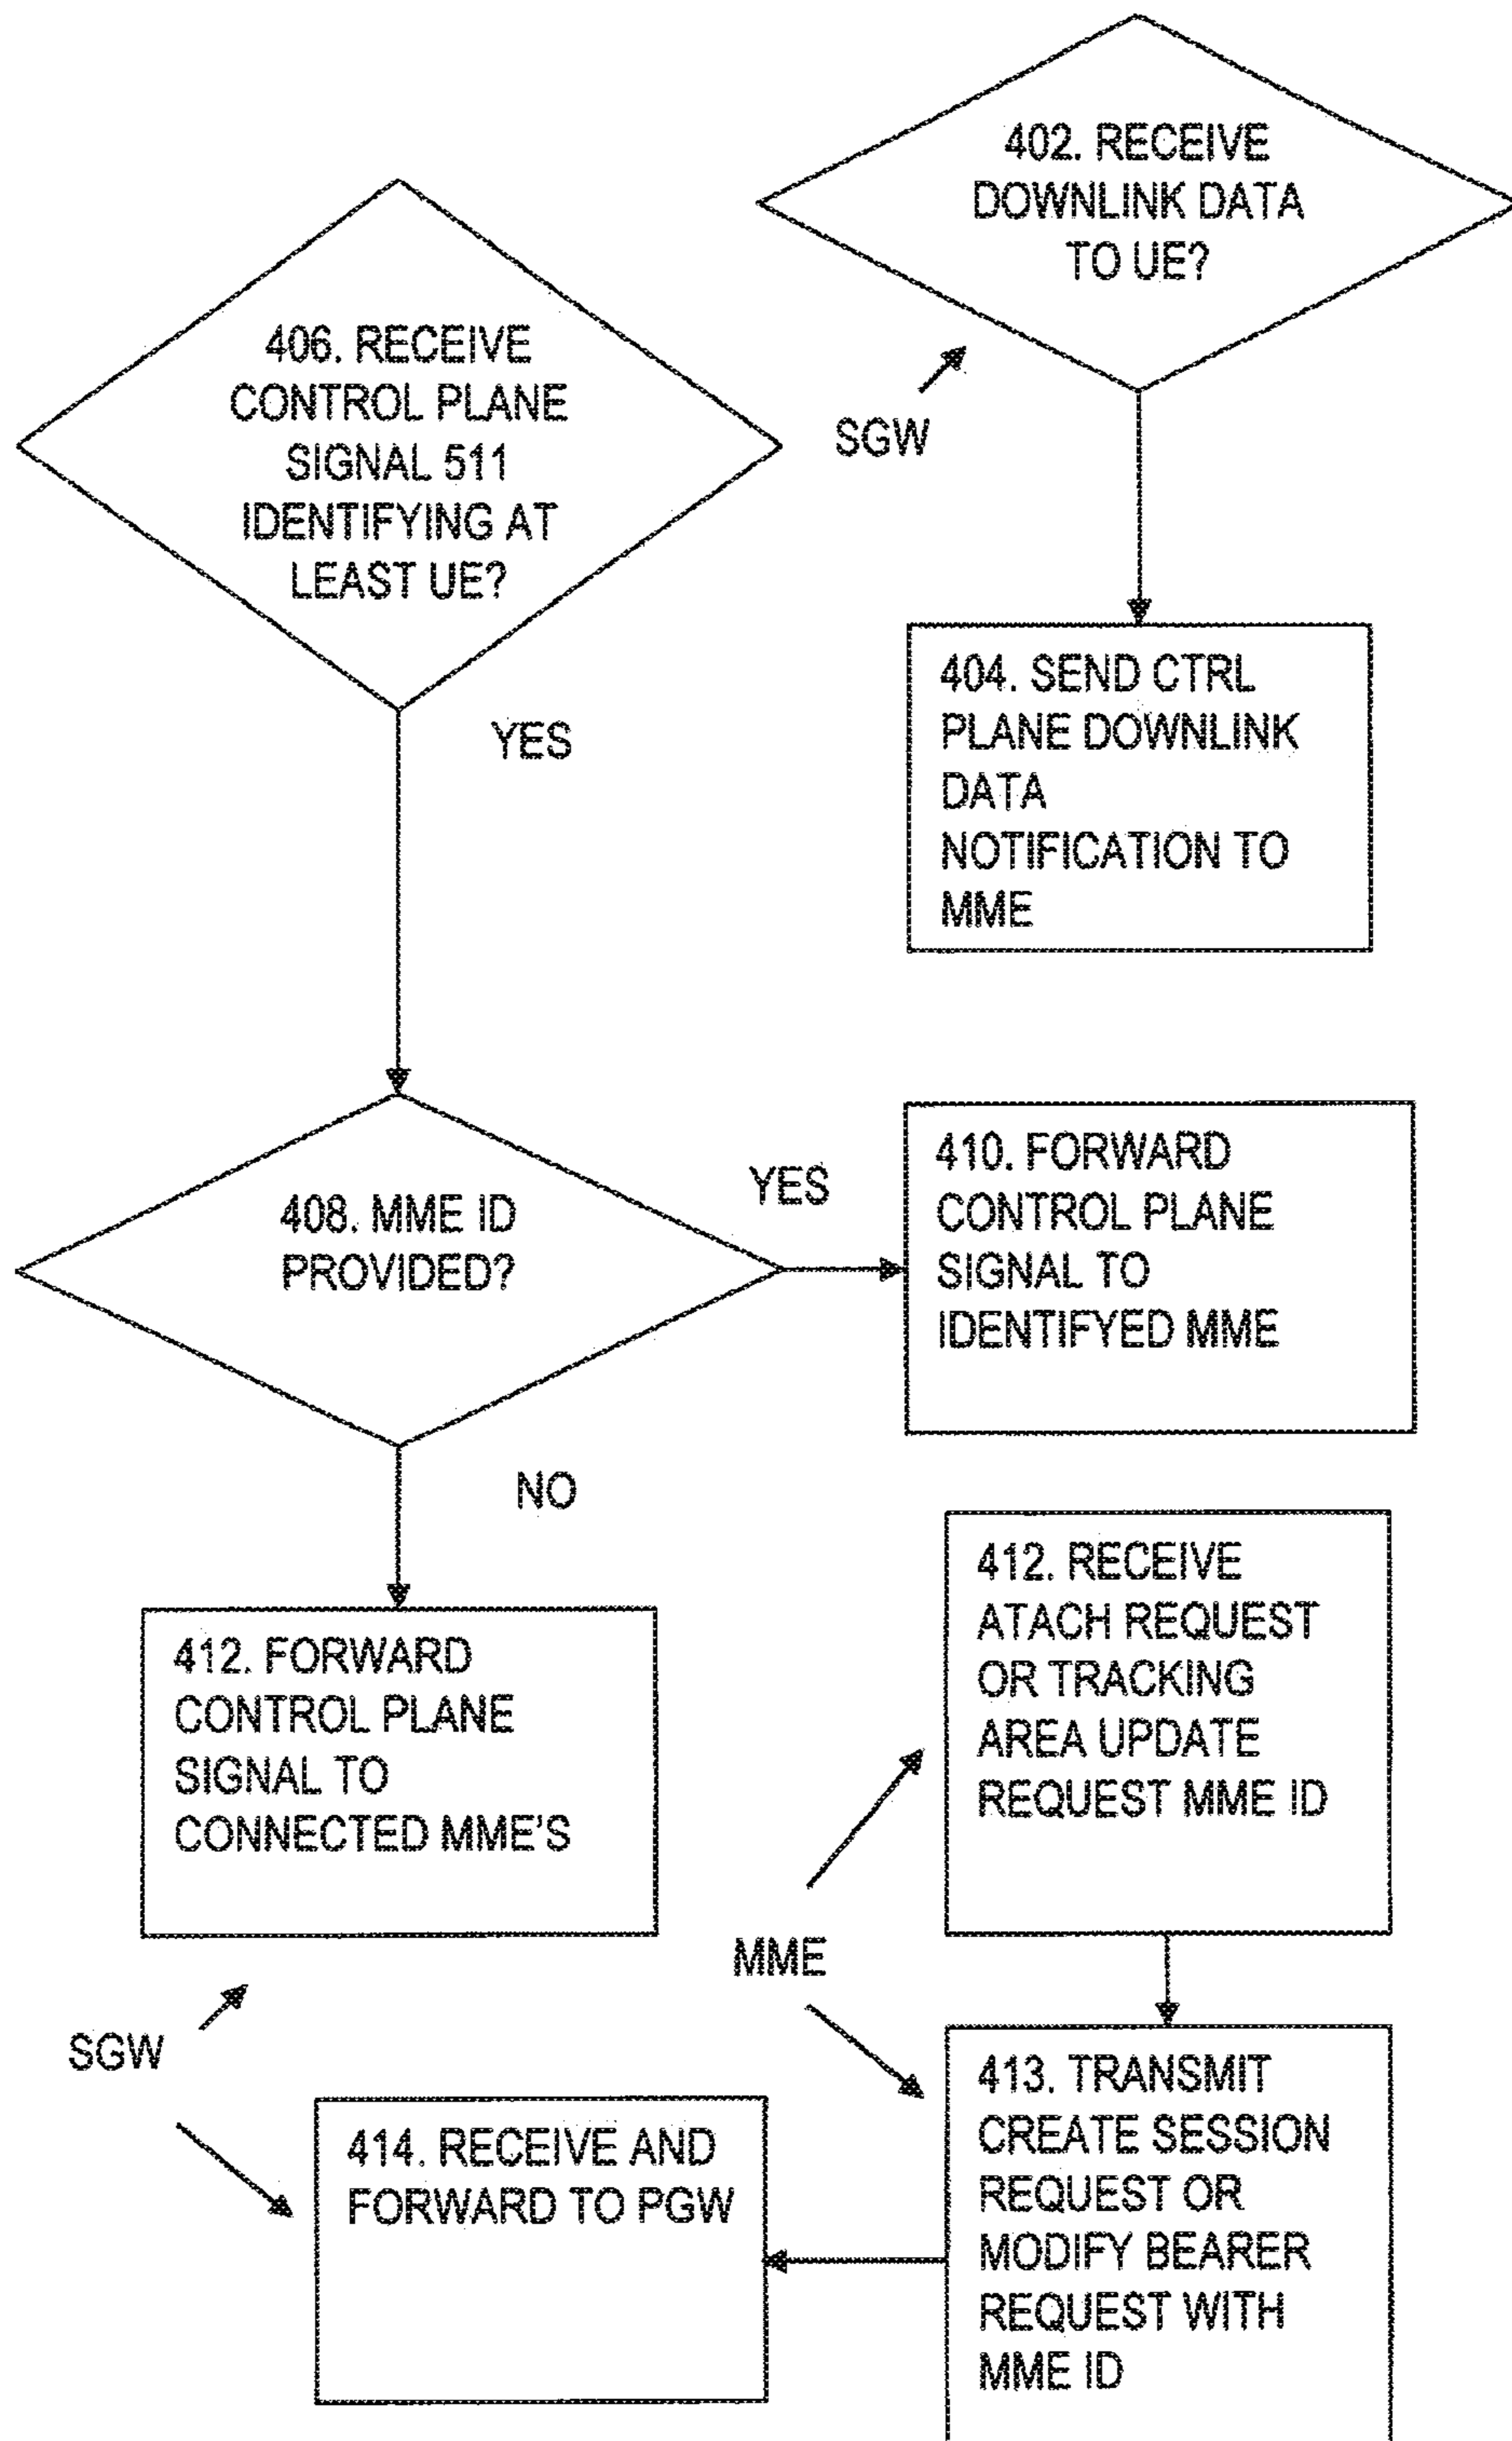 402. RECEIVE
DOWNLINK DATA
TO UE?
SGW
404. SEND CTRL
PLANE DOWNLINK
DATA
NOTIFICATION TO
MME
406. RECEIVE
CONTROL PLANE
SIGNAL 511
IDENTIFYING AT
LEAST UE?
YES
408. MME ID
PROVIDED?
YES
410. FORWARD
CONTROL PLANE
SIGNAL TO
IDENTIFYED MME
NO
412. FORWARD
CONTROL PLANE
SIGNAL TO
CONNECTED MME'S
412. RECEIVE
ATACH REQUEST
OR TRACKING
AREA UPDATE
REQUEST MME ID
MME
SGW
413. TRANSMIT
CREATE SESSION
REQUEST OR
MODIFY BEARER
REQUEST WITH
MME ID
414. RECEIVE AND
FORWARD TO PGW